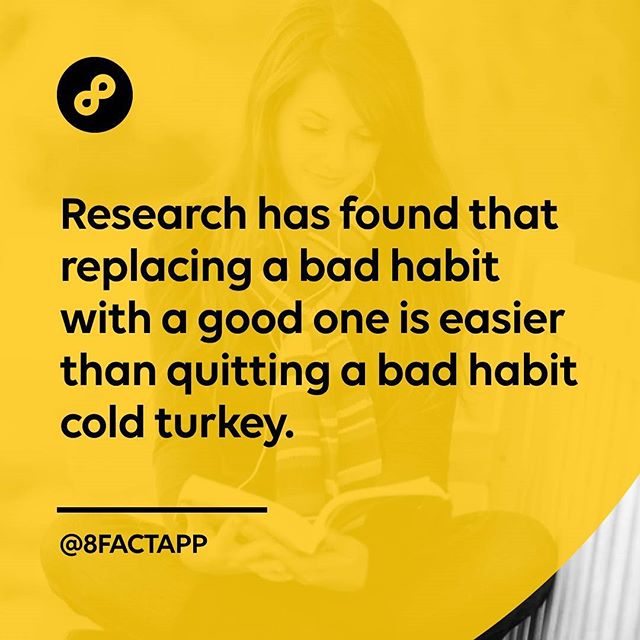 Research has found that
replacing a bad habit
with a good one is easier
than quitting a bad habit
cold turkey.
@8FACTAPP